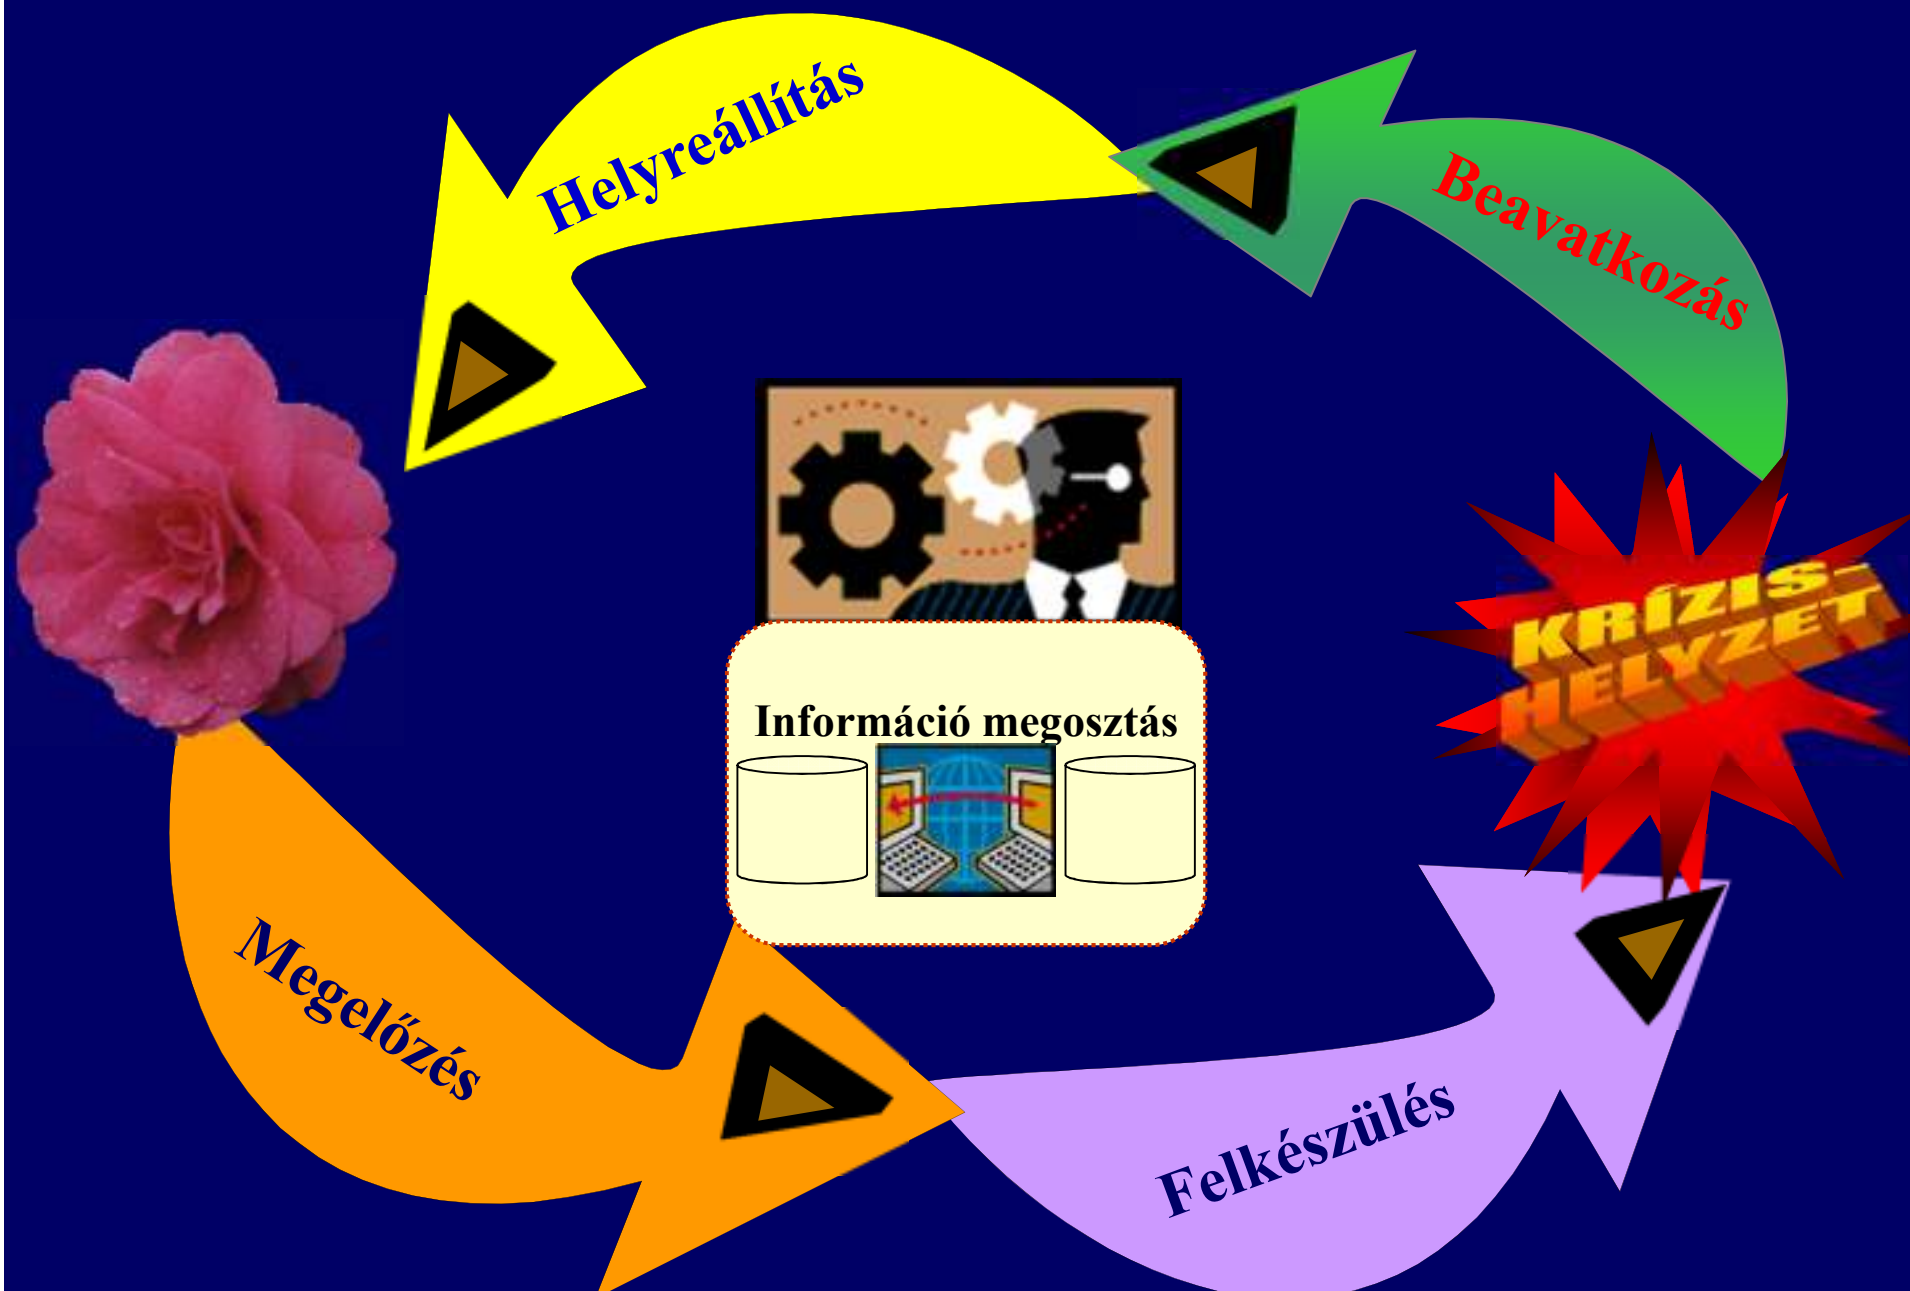 Helyreállítás
Beavatkozás
KRÍZIS-
HELYZET
Információ megosztás
Megelőzés
Felkészülés